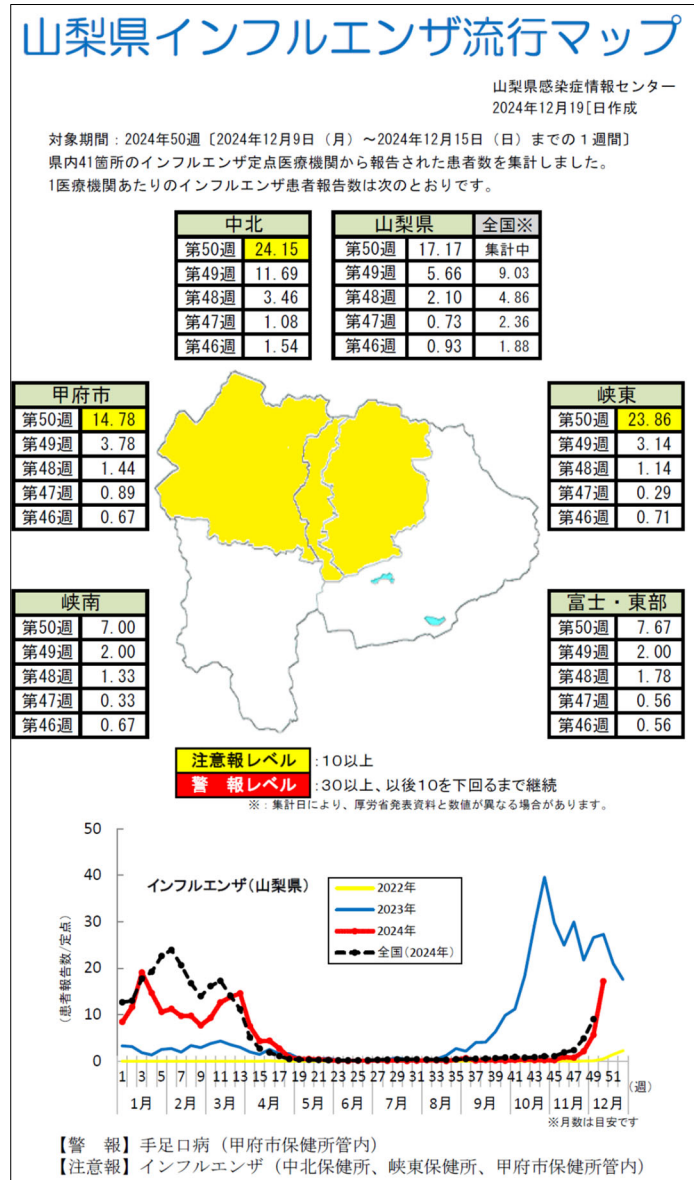 山梨県インフルエンザ流行マップ
山梨県感染症情報センター
2024年12月19[日作成
対象期間：2024年50週〔2024年12月9日（月）～2024年12月15日（日）までの１週間］
県内41箇所のインフルエンザ定点医療機関から報告された患者数を集計しました。
1医療機関あたりのインフルエンザ患者報告数は次のとおりです。
中北
第50週 24.15
第49週 11.69
第48週 3.46
第47週 1.08
第46週 1.54
山梨県 全国※
第50週 17.17 集計中
第49週 5.66 9.03
第48週 2.10 4.86
第47週 0.73 2.36
第46週 0.93 1.88
甲府市
第50週 14.78
第49週 3.78
第48週 1.44
第47週 0.89
第46週 0.67
峡東
第50週 23.86
第49週 3.14
第48週 1.14
第47週 0.29
第46週 0.71
峡南
第50週 7.00
第49週 2.00
第48週 1.33
第47週 0.33
第46週 0.67
富士・東部
第50週 7.67
第49週 2.00
第48週 1.78
第47週 0.56
第46週 0.56
注意報レベル：10以上
警　報レベル：30以上、以後10を下回るまで継続
※：集計日により、厚労省発表資料と数値が異なる場合があります。
インフルエンザ(山梨県)
2022年
2023年
2024年
全国(2024年)
(患者報告数/定点)
50
40
30
20
10
0
1 3 5 7 9 11 13 15 17 19 21 23 25 27 29 31 33 35 37 39 41 43 45 47 49 51
(週)
1月 2月 3月 4月 5月 6月 7月 8月 9月 10月 11月 12月
※月数は目安です
【警　報】手足口病（甲府市保健所管内）
【注意報】インフルエンザ（中北保健所、峡東保健所、甲府市保健所管内）